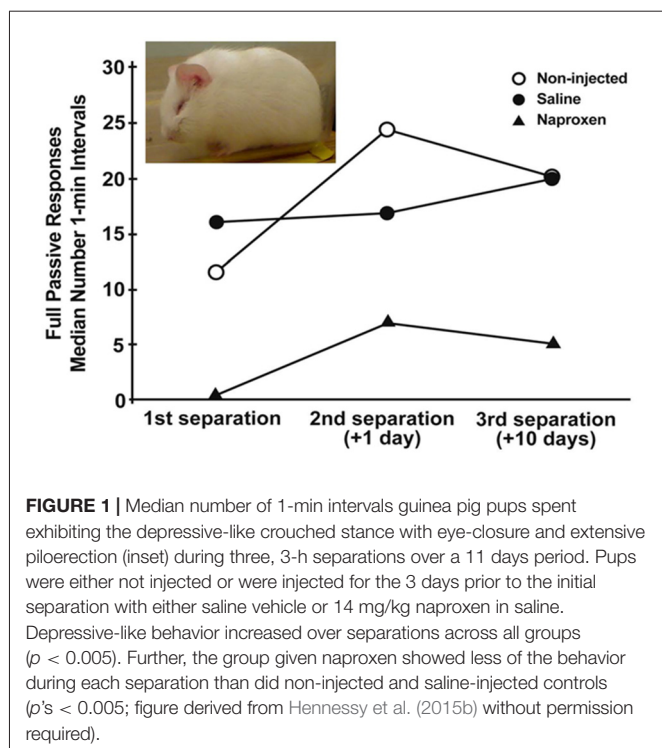 30
25
20
15
10
5
0
Full Passive Responses
Median Number 1-min Intervals
Non-injected
Saline
Naproxen
1st separation
2nd separation
(+1 day)
3rd separation
(+10 days)
FIGURE 1 | Median number of 1-min intervals guinea pig pups spent
exhibiting the depressive-like crouched stance with eye-closure and extensive
piloerection (inset) during three, 3-h separations over a 11 days period. Pups
were either not injected or were injected for the 3 days prior to the initial
separation with either saline vehicle or 14 mg/kg naproxen in saline.
Depressive-like behavior increased over separations across all groups
(p < 0.005). Further, the group given naproxen showed less of the behavior
during each separation than did non-injected and saline-injected controls
(p's < 0.005; figure derived from Hennessy et al. (2015b) without permission
required).